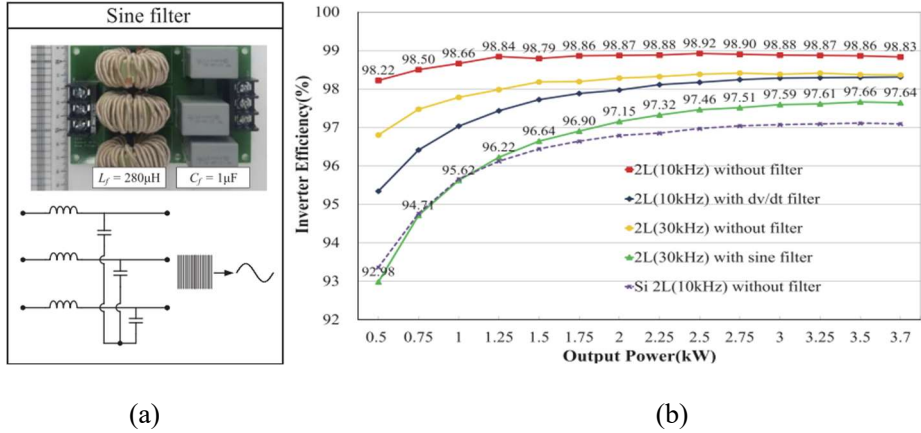 Sine filter
L_f = 280μH
C_f = 1μF
(a)
Inverter Efficiency(%)
100
99
98
97
96
95
94
93
92
98.22 98.50 98.66 98.84 98.79 98.86 98.87 98.88 98.92 98.90 98.88 98.87 98.86 98.83
92.98 94.71 95.62 96.22 96.64 96.90 97.15 97.32 97.46 97.51 97.59 97.61 97.66 97.64
2L(10kHz) without filter
2L(10kHz) with dv/dt filter
2L(30kHz) without filter
2L(30kHz) with sine filter
Si 2L(10kHz) without filter
0.5 0.75 1 1.25 1.5 1.75 2 2.25 2.5 2.75 3 3.25 3.5 3.7
Output Power(kW)
(b)